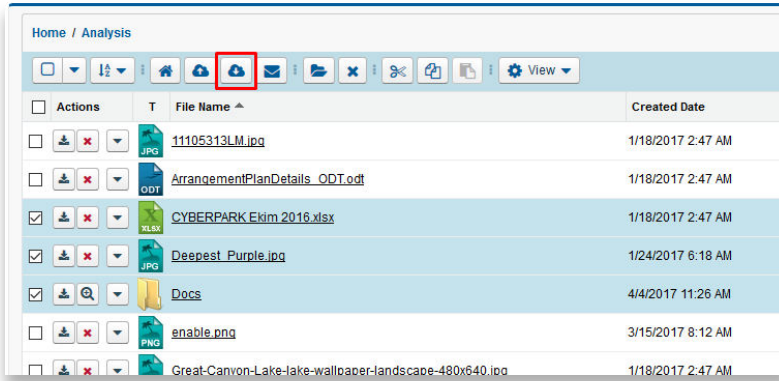 Home / Analysis
View
Actions T File Name Created Date
JPG 11105313LM.jpg 1/18/2017 2:47 AM
ODT ArrangementPlanDetails_ODT.odt 1/18/2017 2:47 AM
XLSX CYBERPARK Ekim 2016.xlsx 1/18/2017 2:47 AM
JPG Deepest_Purple.jpg 1/24/2017 6:18 AM
Docs 4/4/2017 11:26 AM
PNG enable.png 3/15/2017 8:12 AM
Great-Canyon-Lake-lake-wallpaper-landscape-480x640.jpg 1/18/2017 2:47 AM